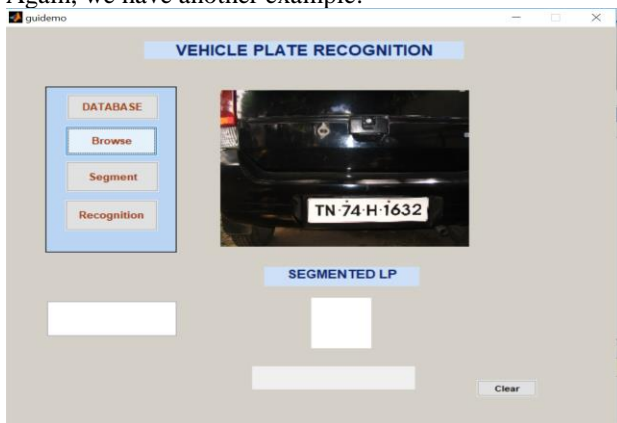 Again, we have another example:
guidemo
VEHICLE PLATE RECOGNITION
DATABASE
Browse
Segment
Recognition
TN·74·H·1632
SEGMENTED LP
Clear